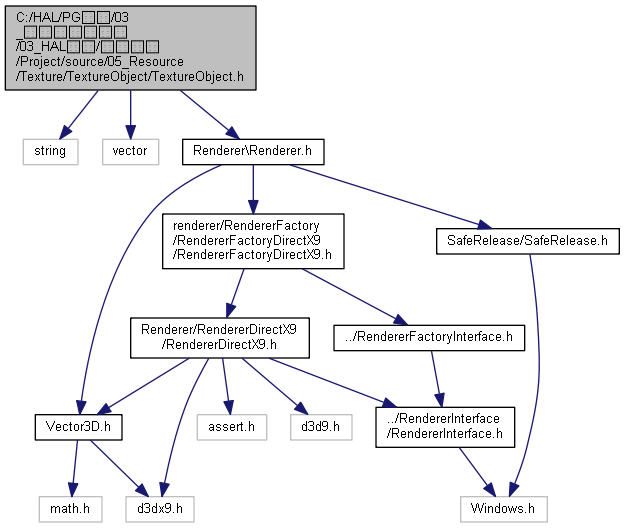 C:/HAL/PG/03
_
/03_HAL/
/Project/source/05_Resource
/Texture/TextureObject/TextureObject.h
string
vector
Renderer\Renderer.h
renderer/RendererFactory
/RendererFactoryDirectX9
/RendererFactoryDirectX9.h
SafeRelease/SafeRelease.h
Renderer/RendererDirectX9
/RendererDirectX9.h
../RendererFactoryInterface.h
Vector3D.h
assert.h
d3d9.h
../RendererInterface
/RendererInterface.h
math.h
d3dx9.h
Windows.h